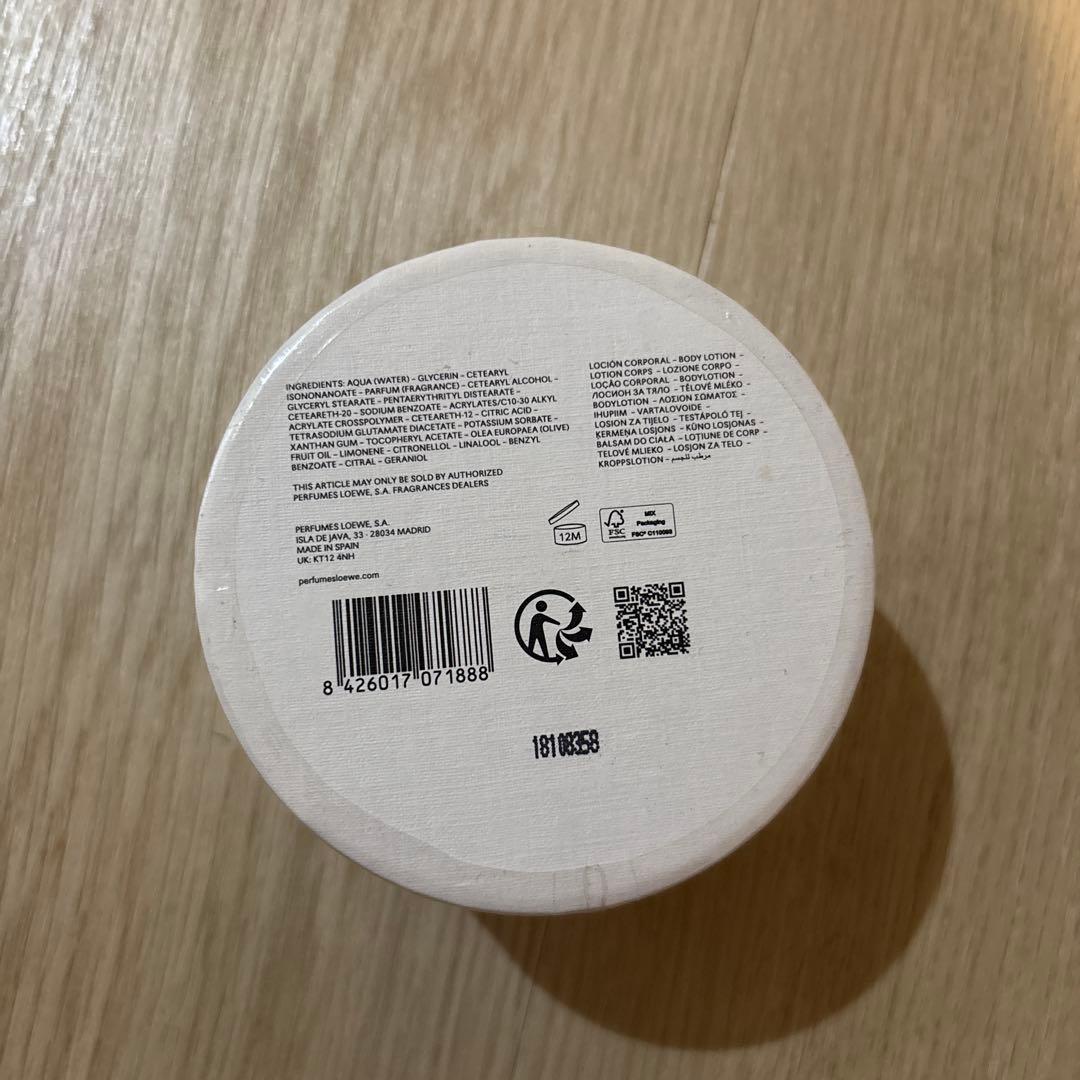 INGREDIENTS: AQUA (WATER) – GLYCERIN – CETEARYL
ISONONANOATE – PARFUM (FRAGRANCE) – CETEARYL ALCOHOL –
GLYCERYL STEARATE – PENTAERYTHRITYL DISTEARATE –
CETEARETH-20 – SODIUM BENZOATE – ACRYLATES/C10-30 ALKYL
ACRYLATE CROSSPOLYMER – CETEARETH-12 – CITRIC ACID –
TETRASODIUM GLUTAMATE DIACETATE – POTASSIUM SORBATE –
XANTHAN GUM – TOCOPHERYL ACETATE – OLEA EUROPAEA (OLIVE)
FRUIT OIL – LIMONENE – CITRONELLOL – LINALOOL – BENZYL
BENZOATE – CITRAL – GERANIOL
THIS ARTICLE MAY ONLY BE SOLD BY AUTHORIZED
PERFUMES LOEWE, S.A. FRAGRANCES DEALERS
PERFUMES LOEWE, S.A.
ISLA DE JAVA, 33 · 28034 MADRID
MADE IN SPAIN
UK: KT12 4NH
perfumesloewe.com
LOCIÓN CORPORAL – BODY LOTION –
LOTION CORPS – LOZIONE CORPO –
LOÇÃO CORPORAL – BODYLOTION –
ЛОСИОН ЗА ТЯЛО – TĚLOVÉ MLÉKO –
BODYLOTION – ΛΟΣΙΟΝ ΣΩΜΑΤΟΣ –
IHUPIIM – VARTALOVOIDE –
LOSION ZA TIJELO – TESTÁPOLÓ TEJ –
ĶERMEŅA LOSJONS – KŪNO LOSJONAS –
BALSAM DO CIAŁA – LOȚIUNE DE CORP –
TELOVÉ MLIEKO – LOSJON ZA TELO –
KROPPSLOTION – مرطب للجسم
12M
FSC
MIX
Packaging
FSC® C110098
8 426017 071888
18108358